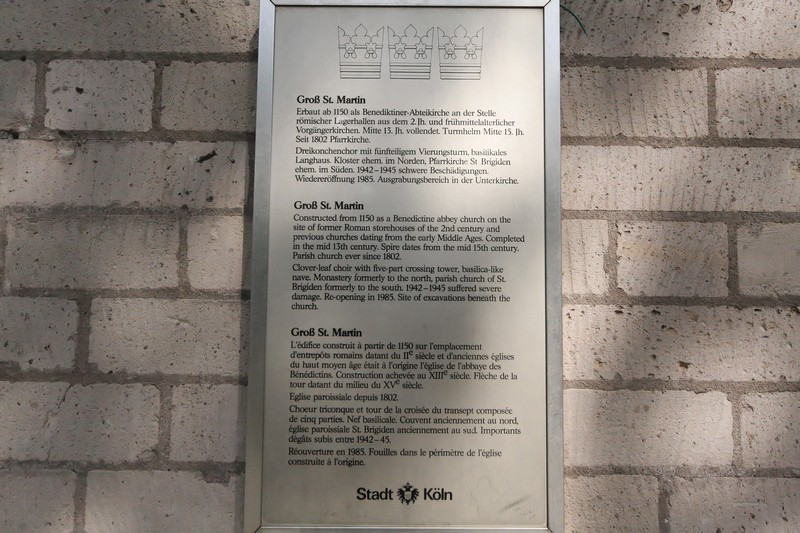 Groß St. Martin
Erbaut ab 1150 als Benediktiner-Abteikirche an der Stelle
römischer Lagerhallen aus dem 2. Jh. und frühmittelalterlicher
Vorgängerkirchen. Mitte 13. Jh. vollendet. Turmhelm Mitte 15. Jh.
Seit 1802 Pfarrkirche.
Dreikonchenchor mit fünfteiligem Vierungsturm, basilikales
Langhaus. Kloster ehem. im Norden, Pfarrkirche St Brigiden
ehem. im Süden. 1942–1945 schwere Beschädigungen.
Wiedereröffnung 1985. Ausgrabungsbereich in der Unterkirche.
Groß St. Martin
Constructed from 1150 as a Benedictine abbey church on the
site of former Roman storehouses of the 2nd century and
previous churches dating from the early Middle Ages. Completed
in the mid 13th century. Spire dates from the mid 15th century.
Parish church ever since 1802.
Clover-leaf choir with five-part crossing tower, basilica-like
nave. Monastery formerly to the north, parish church of St.
Brigiden formerly to the south. 1942–1945 suffered severe
damage. Re-opening in 1985. Site of excavations beneath the
church.
Groß St. Martin
L'édifice construit à partir de 1150 sur l'emplacement
d'entrepôts romains datant du IIe siècle et d'anciennes églises
du haut moyen âge était à l'origine l'église de l'abbaye des
Bénédictins. Construction achevée au XIIIe siècle. Flèche de la
tour datant du milieu du XVe siècle.
Eglise paroissiale depuis 1802.
Choeur triconque et tour de la croisée du transept composée
de cinq parties. Nef basilicale. Couvent anciennement au nord,
église paroissiale St. Brigiden anciennement au sud. Importants
dégâts subis entre 1942–45.
Réouverture en 1985. Fouilles dans le périmètre de l'église
construite à l'origine.
Stadt Köln